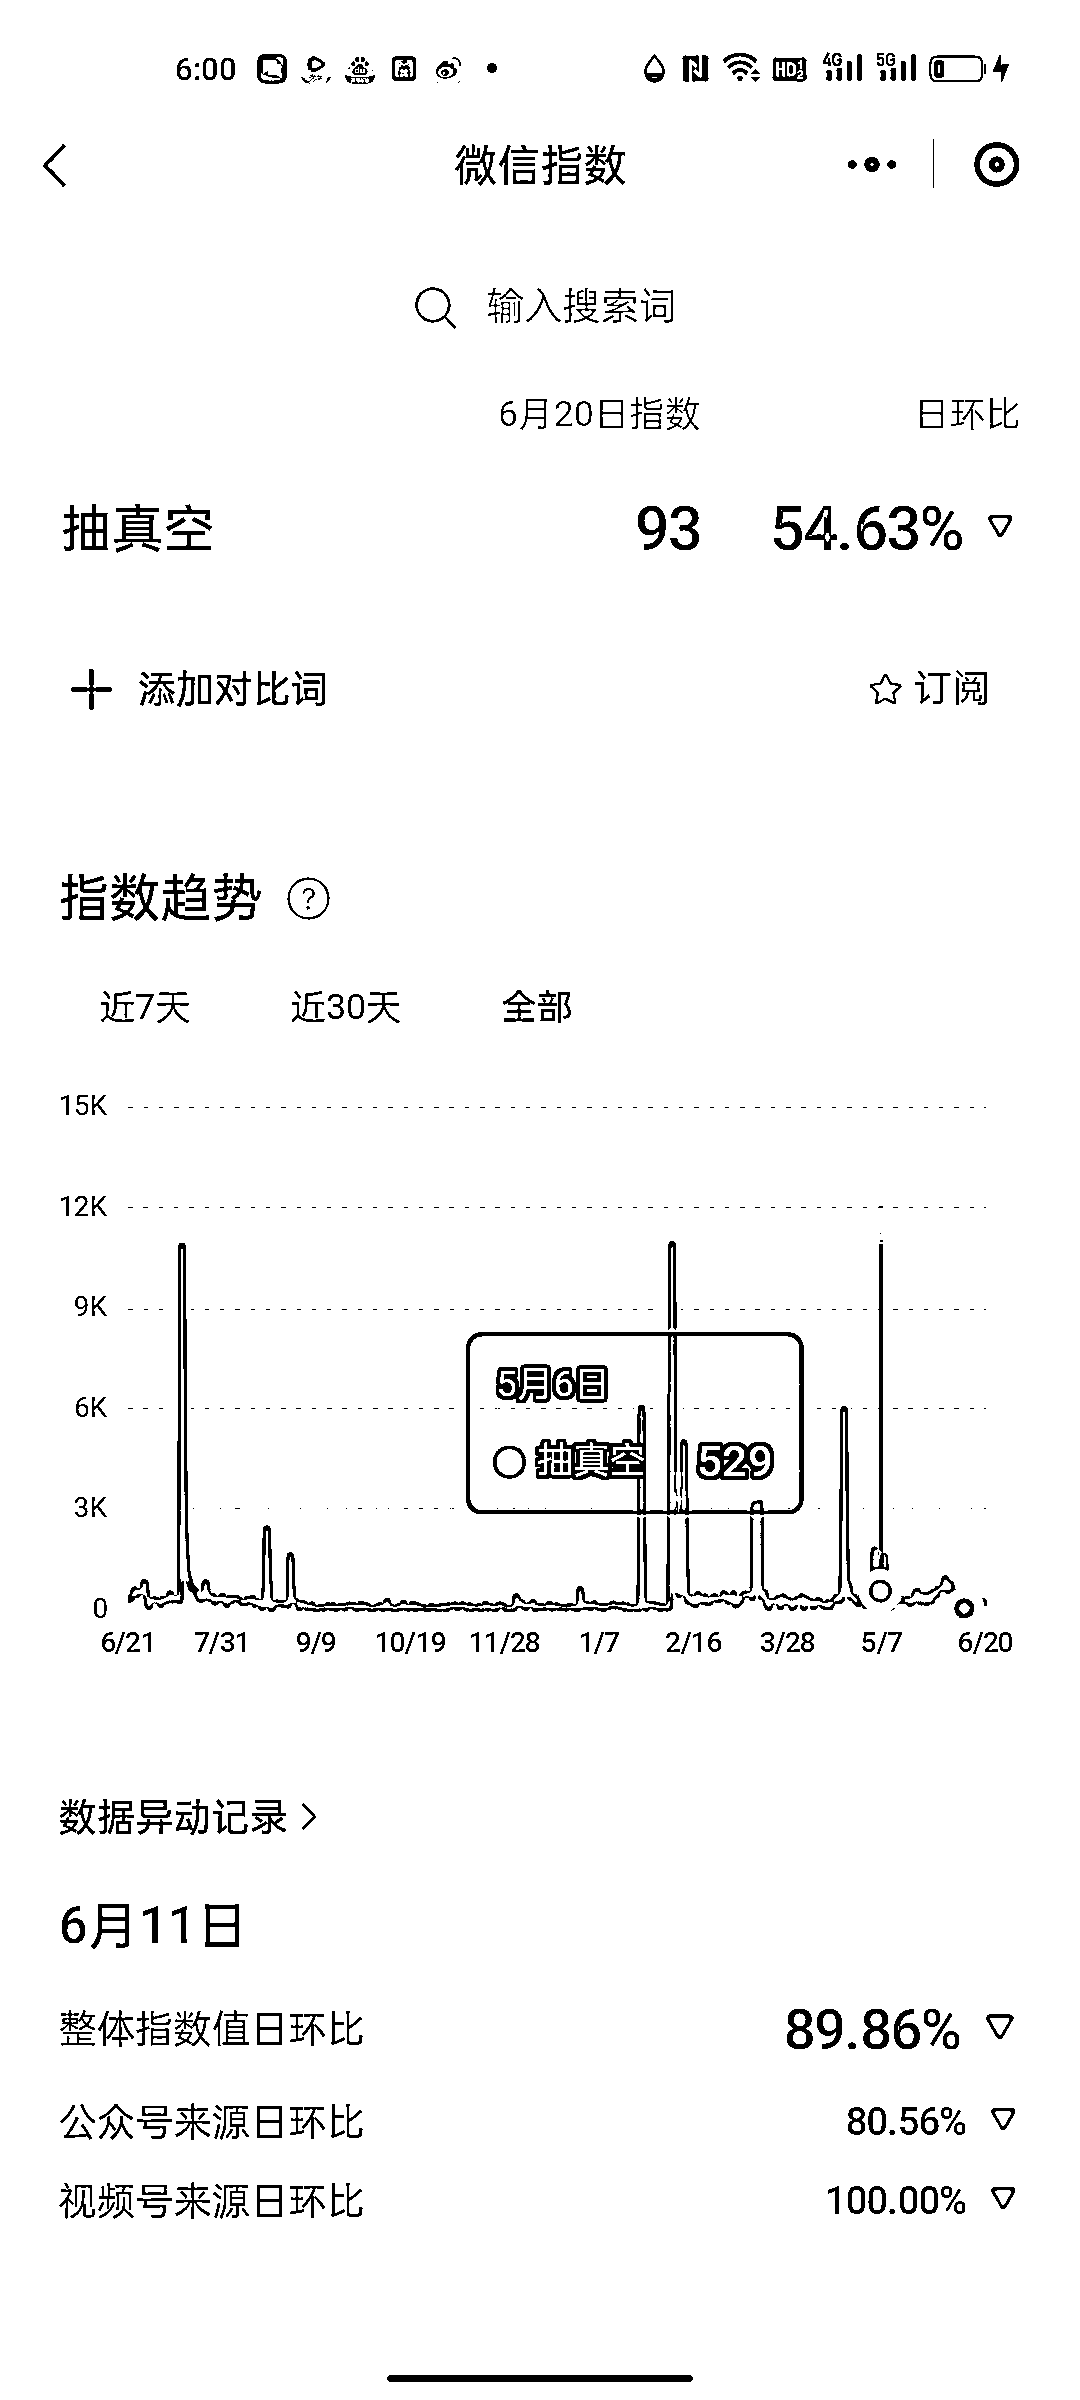 6:00 HD 4G 5G
微信指数
输入搜索词
6月20日指数 日环比
抽真空 93 54.63%
添加对比词 订阅
指数趋势 ?
近7天 近30天 全部
15K
12K
9K
5月6日
6K
抽真空 529
3K
0
6/21 7/31 9/9 10/19 11/28 1/7 2/16 3/28 5/7 6/20
数据异动记录
6月11日
整体指数值日环比 89.86%
公众号来源日环比 80.56%
视频号来源日环比 100.00%